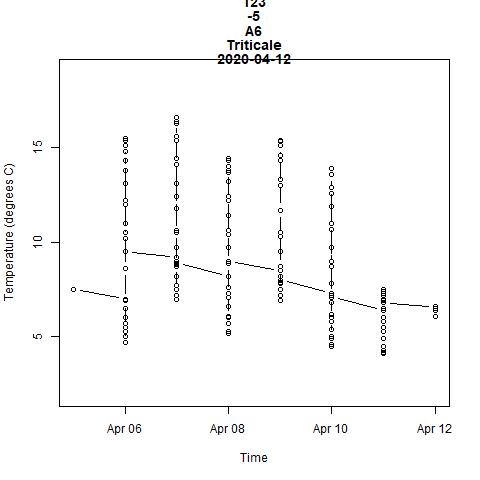 123
-5
A6
Triticale
2020-04-12
Temperature (degrees C)
15
10
5
Apr 06
Apr 08
Apr 10
Apr 12
Time